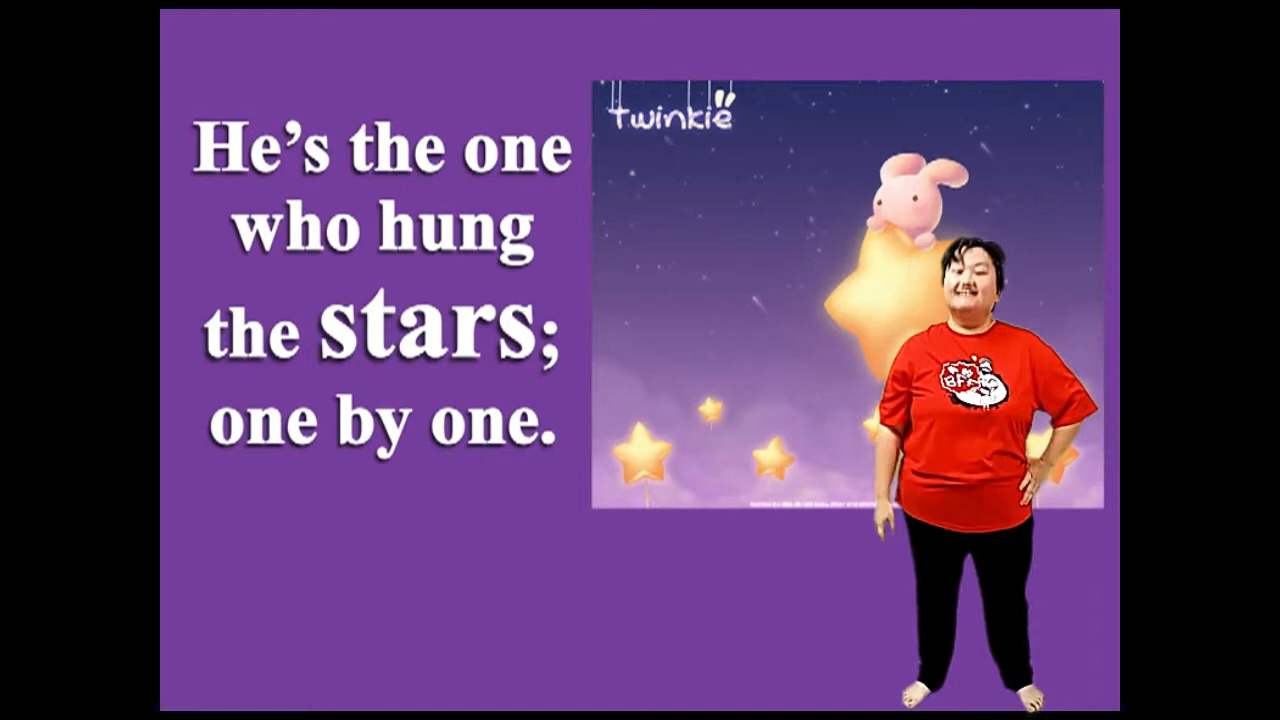 He’s the one
who hung
the stars;
one by one.
twinkie